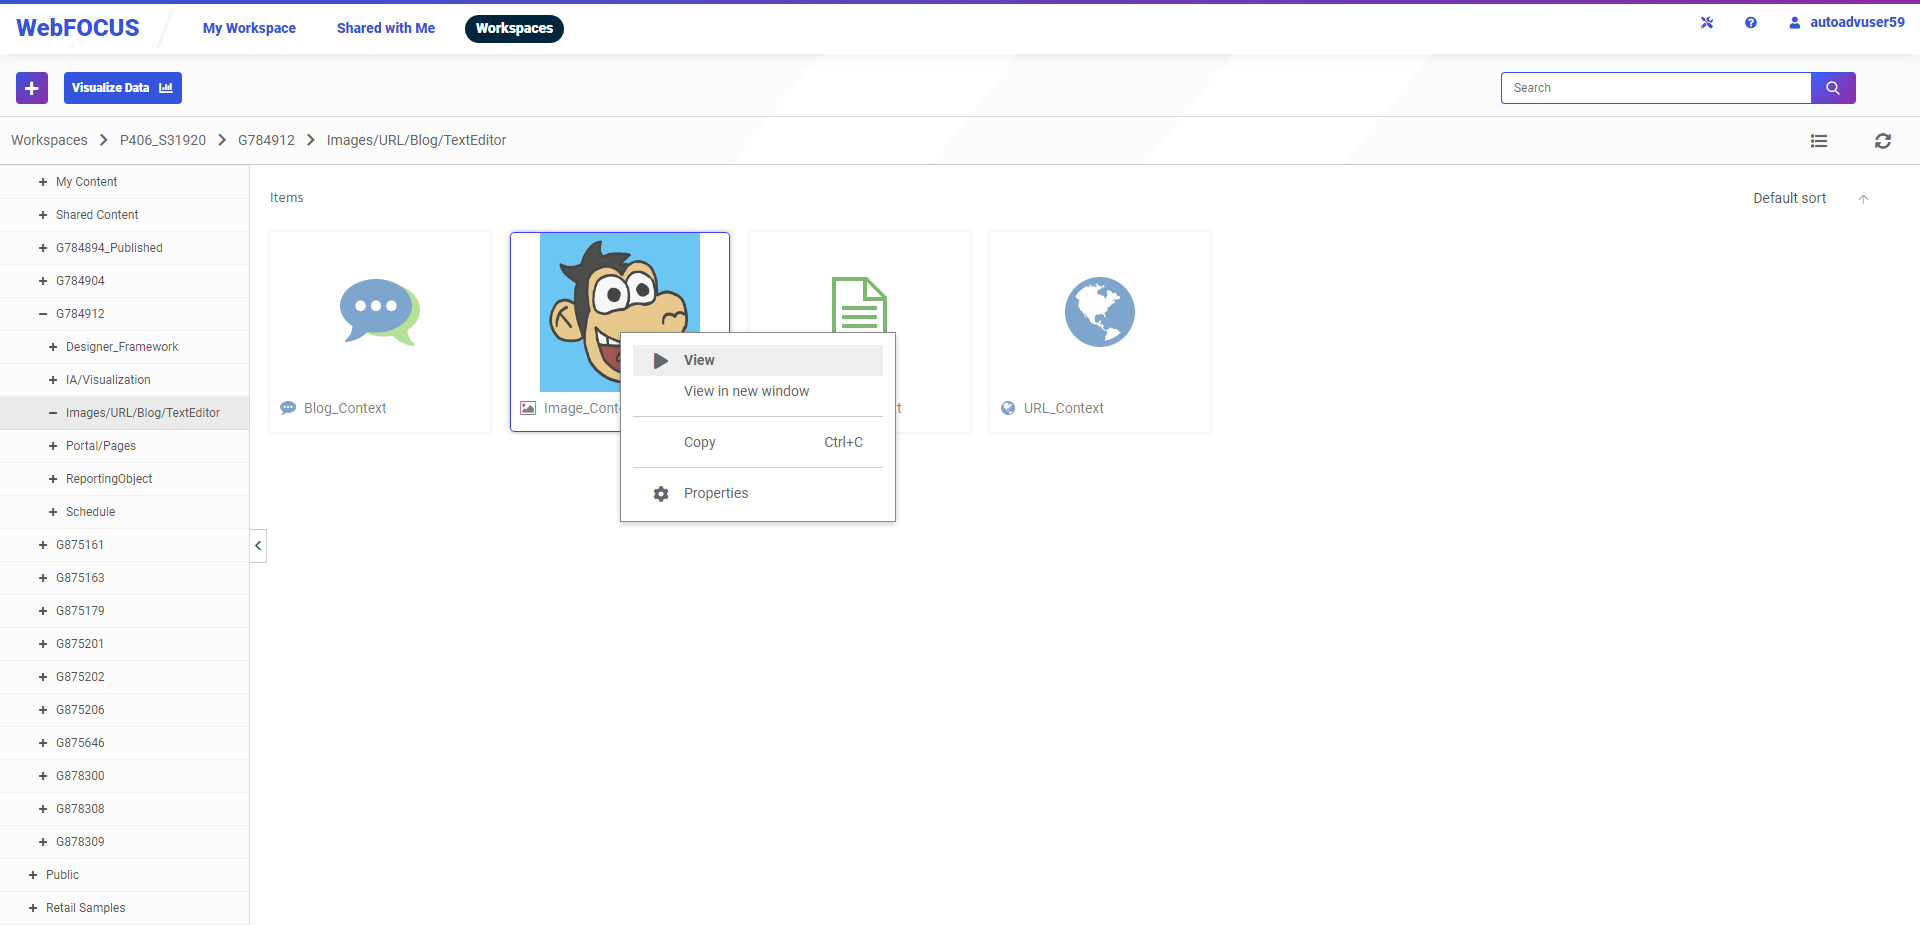 WebFOCUS
My Workspace
Shared with Me
Workspaces
autoadvuser59
Visualize Data
Search
Workspaces
P406_S31920
G784912
Images/URL/Blog/TextEditor
My Content
Shared Content
G784894_Published
G784904
G784912
Designer_Framework
IA/Visualization
Images/URL/Blog/TextEditor
Portal/Pages
ReportingObject
Schedule
G875161
G875163
G875179
G875201
G875202
G875206
G875646
G878300
G878308
G878309
Public
Retail Samples
Items
Default sort
Blog_Context
Image_Cont
t
URL_Context
View
View in new window
Copy Ctrl+C
Properties